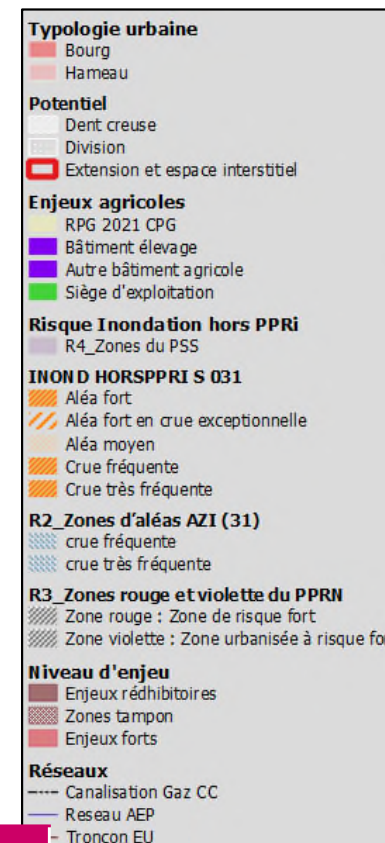 Typologie urbaine
Bourg
Hameau
Potentiel
Dent creuse
Division
Extension et espace interstitiel
Enjeux agricoles
RPG 2021 CPG
Bâtiment élevage
Autre bâtiment agricole
Siège d'exploitation
Risque Inondation hors PPRi
R4_Zones du PSS
INOND HORSPPRI S 031
Aléa fort
Aléa fort en crue exceptionnelle
Aléa moyen
Crue fréquente
Crue très fréquente
R2_Zones d'aléas AZI (31)
crue fréquente
crue très fréquente
R3_Zones rouge et violette du PPRN
Zone rouge : Zone de risque fort
Zone violette : Zone urbanisée à risque
Niveau d'enjeu
Enjeux rédhibitoires
Zones tampon
Enjeux forts
Réseaux
Canalisation Gaz CC
Reseau AEP
Troncon EU